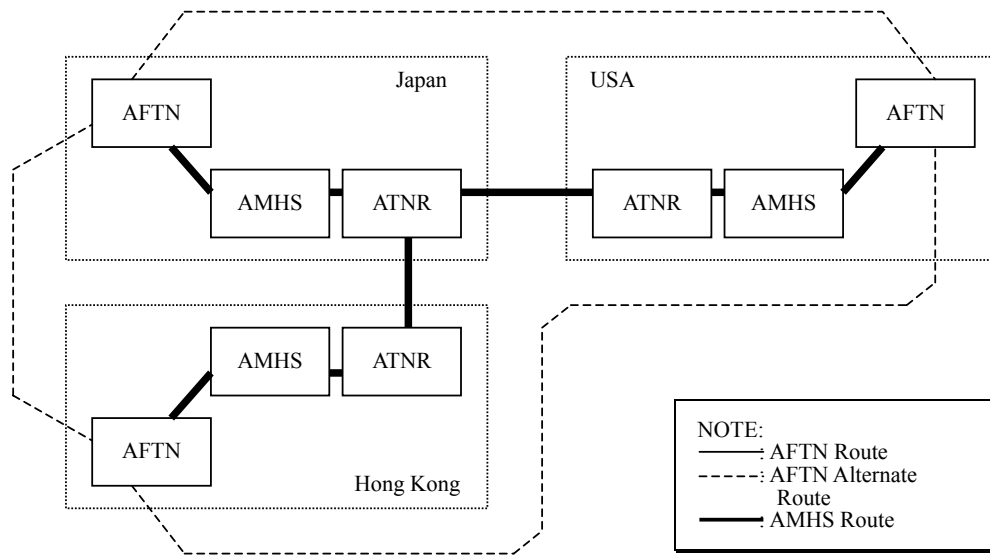 Japan
AFTN
AMHS
ATNR
USA
AFTN
ATNR
AMHS
AMHS
ATNR
AFTN
Hong Kong
NOTE:
: AFTN Route
: AFTN Alternate
Route
: AMHS Route